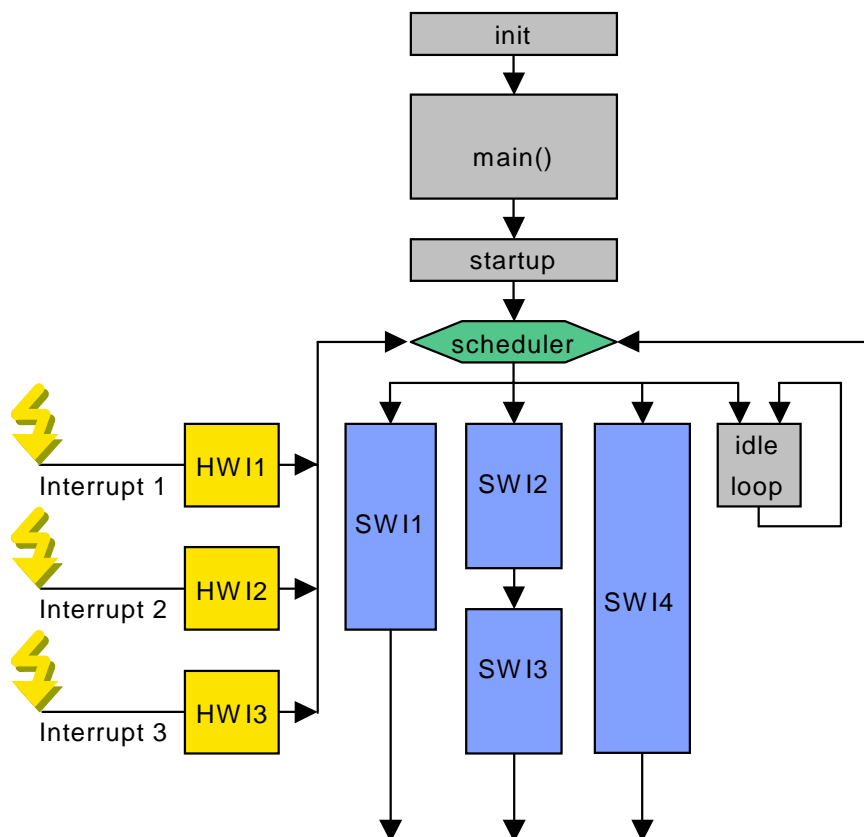 init
main()
startup
scheduler
HWI1
Interrupt 1
HWI2
Interrupt 2
HWI3
Interrupt 3
SWI1
SWI2
SWI3
SWI4
idle
loop